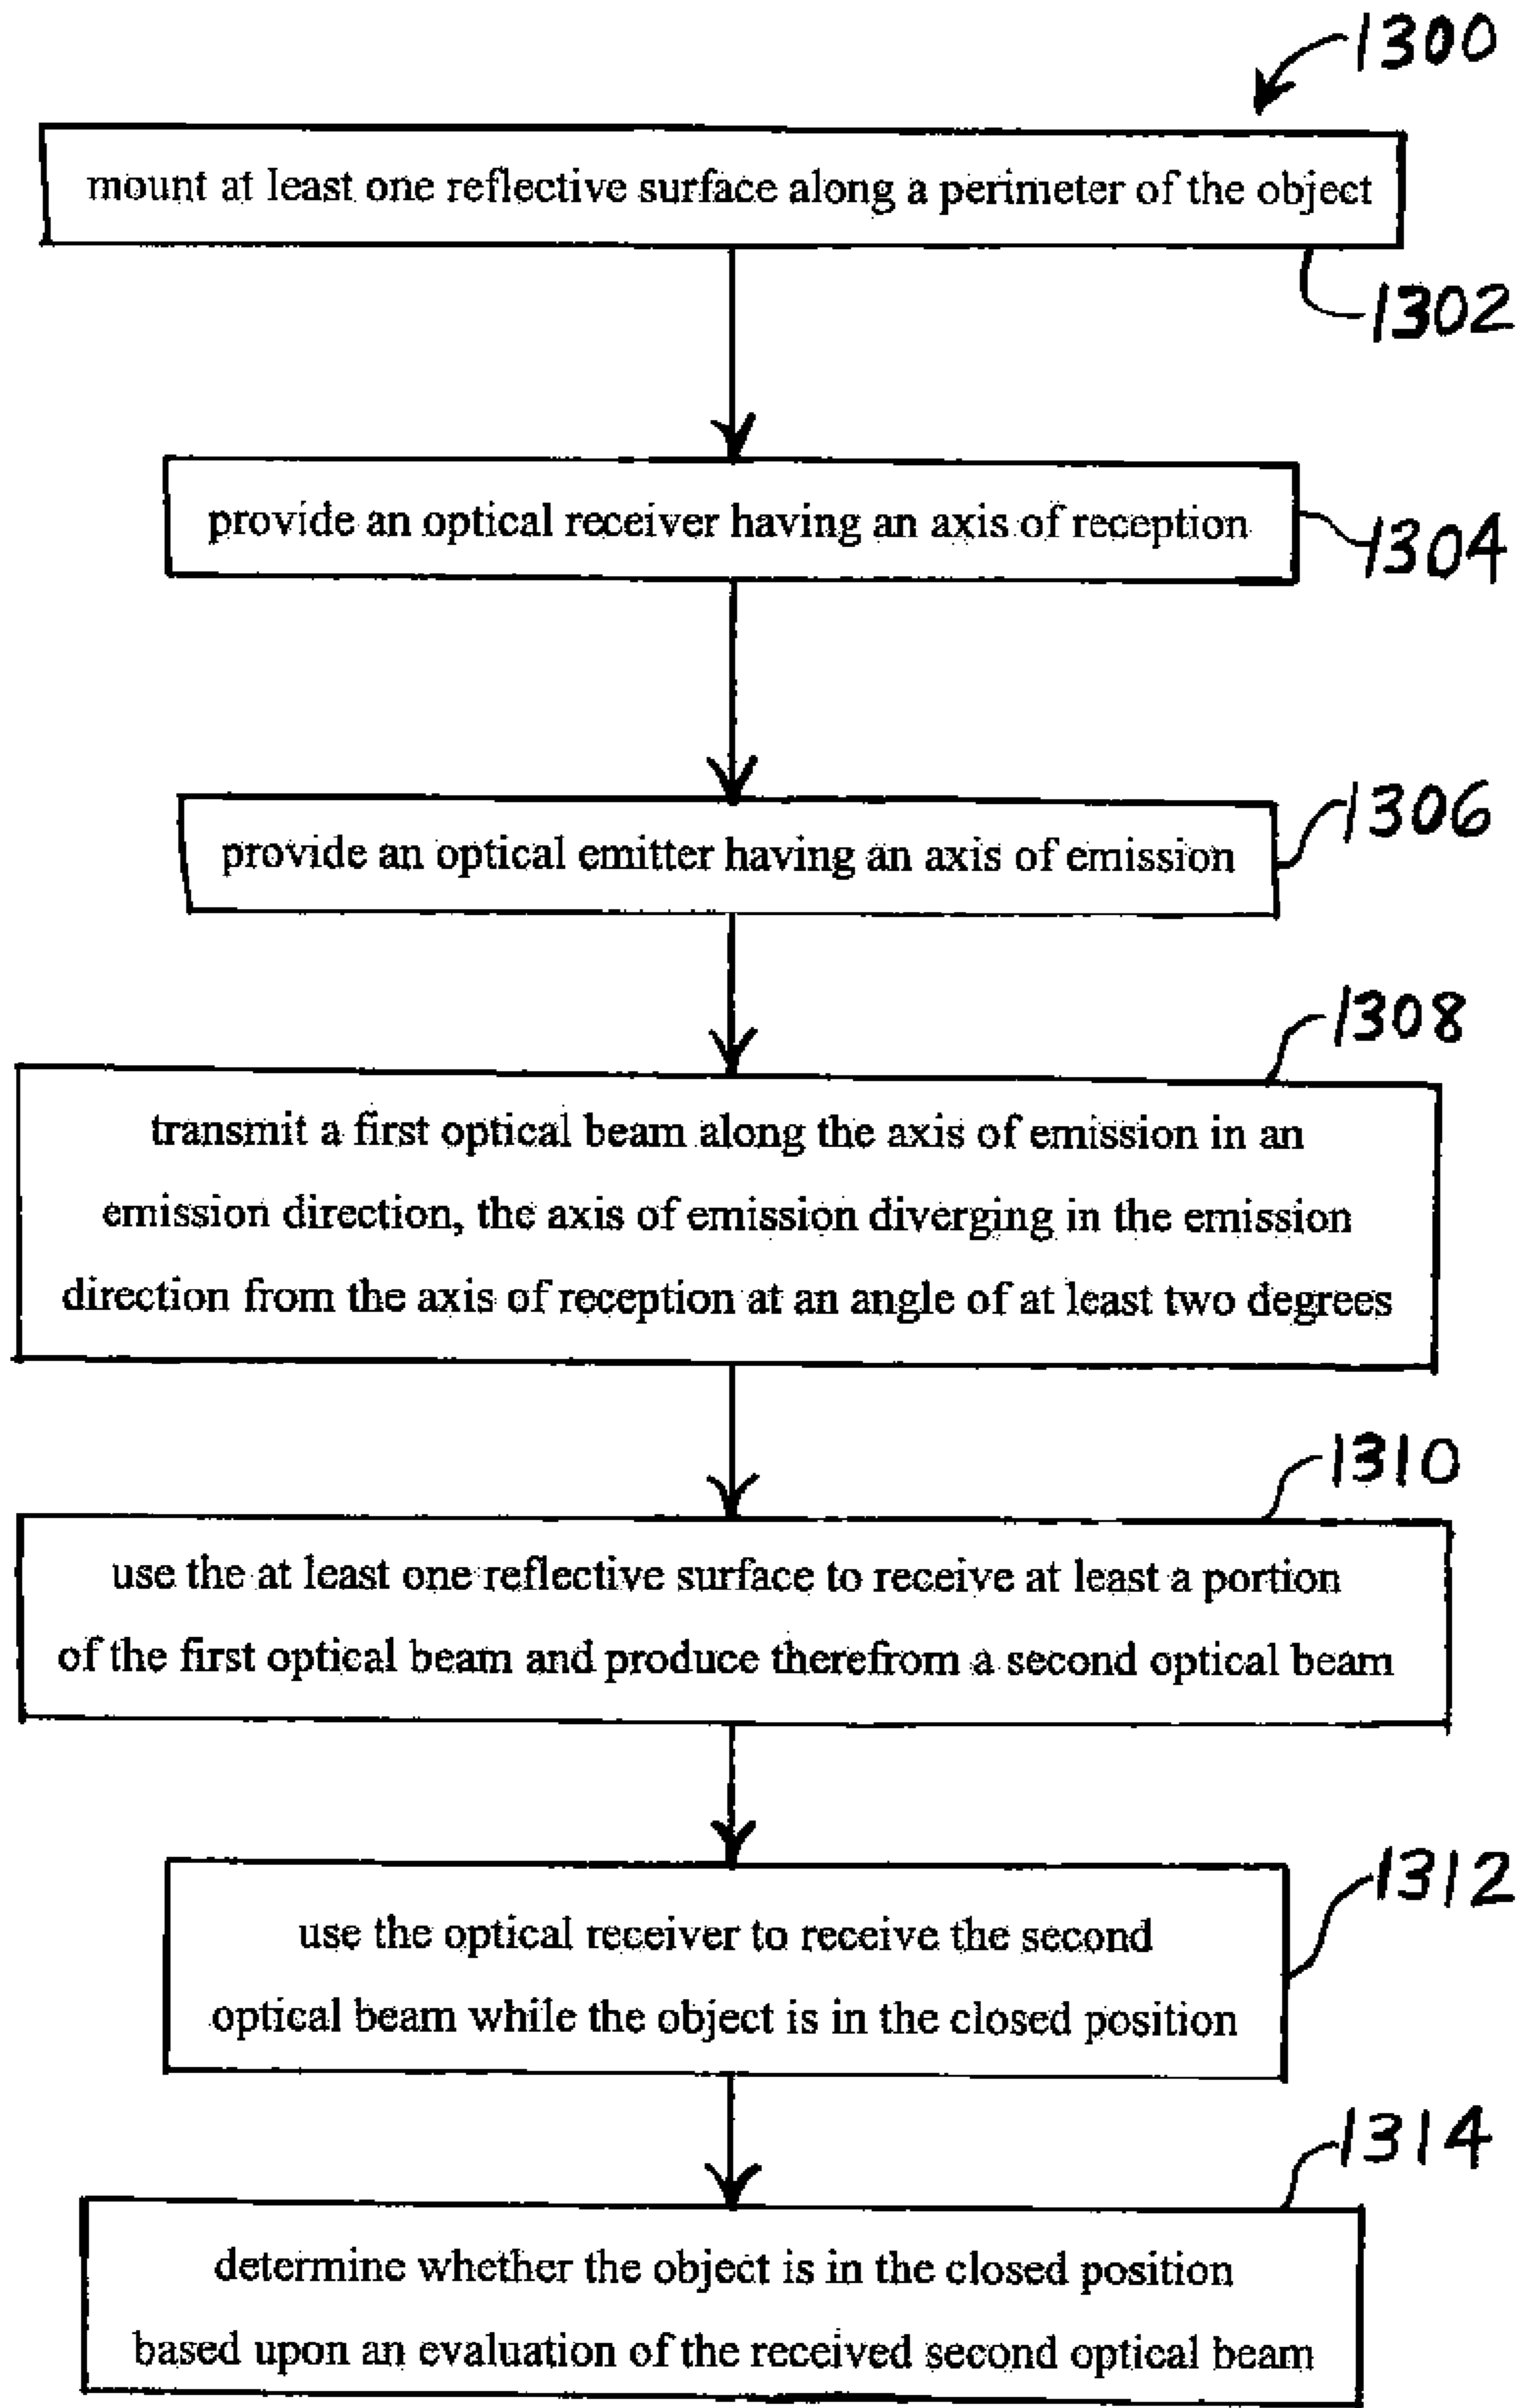 1300
mount at least one reflective surface along a perimeter of the object
1302
provide an optical receiver having an axis of reception
1304
provide an optical emitter having an axis of emission
1306
1308
transmit a first optical beam along the axis of emission in an
emission direction, the axis of emission diverging in the emission
direction from the axis of reception at an angle of at least two degrees
1310
use the at least one reflective surface to receive at least a portion
of the first optical beam and produce therefrom a second optical beam
1312
use the optical receiver to receive the second
optical beam while the object is in the closed position
1314
determine whether the object is in the closed position
based upon an evaluation of the received second optical beam